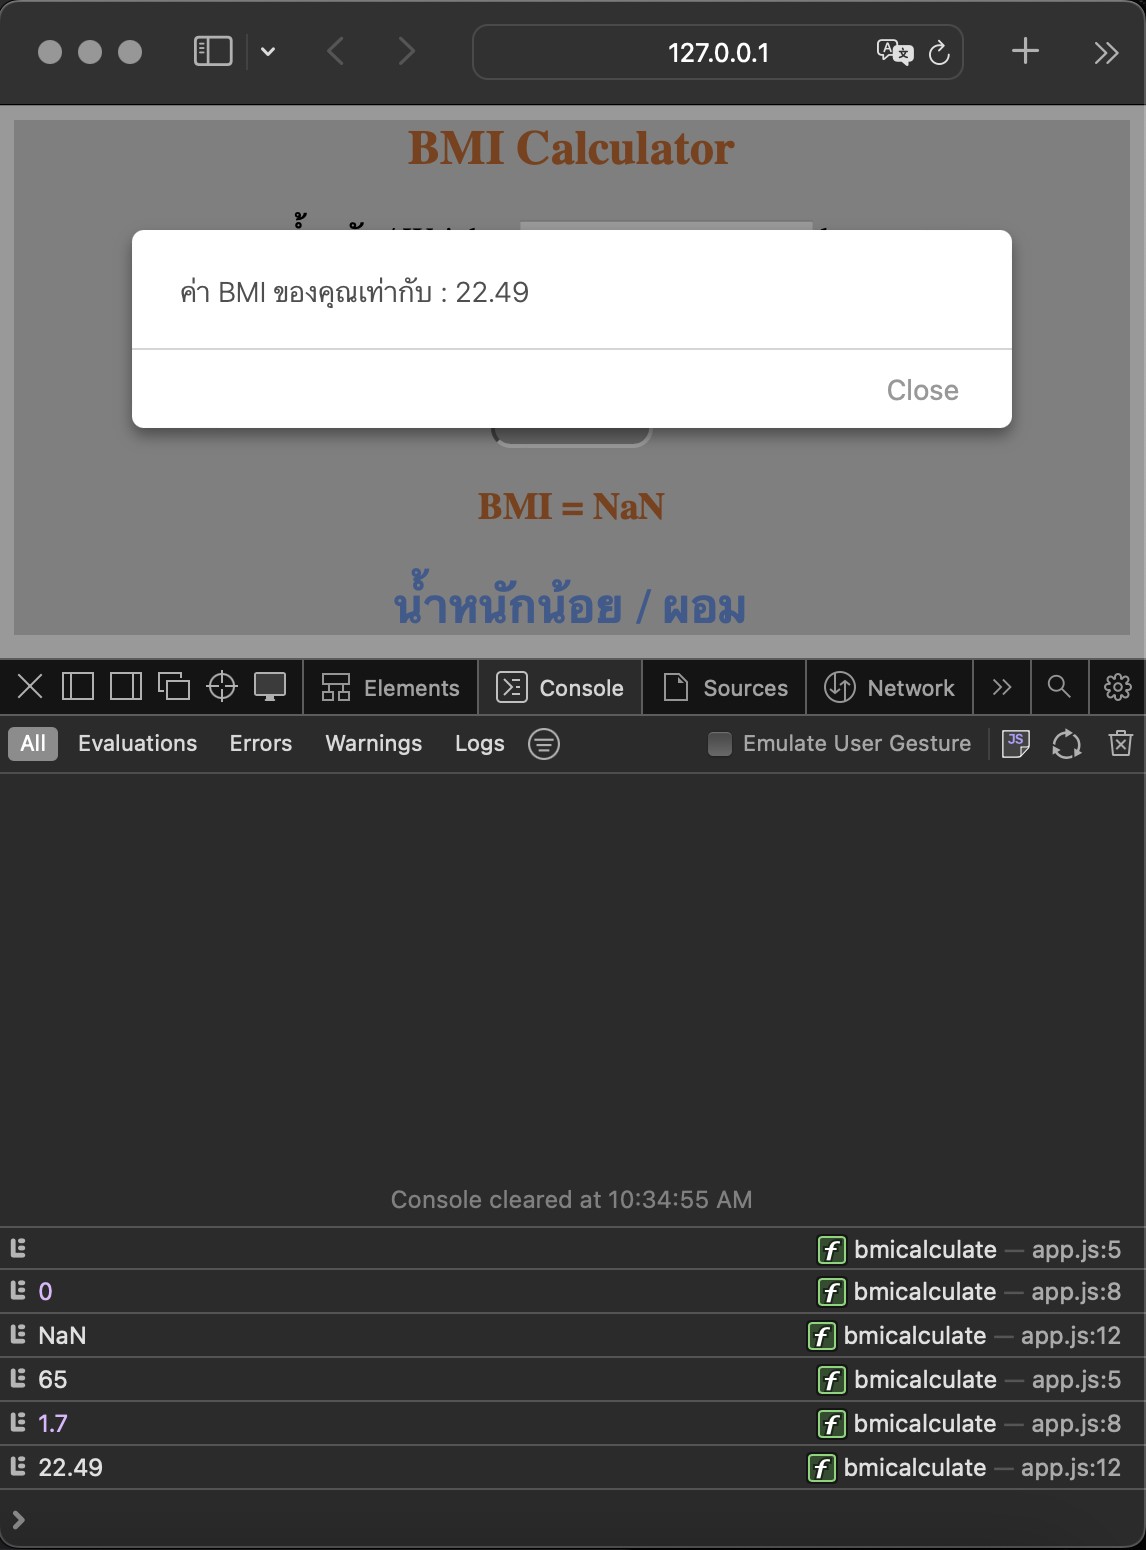 127.0.0.1
BMI Calculator
ค่า BMI ของคุณเท่ากับ : 22.49
Close
BMI = NaN
น้ำหนักน้อย / ผอม
Elements Console Sources Network
All Evaluations Errors Warnings Logs Emulate User Gesture JS
Console cleared at 10:34:55 AM
f bmicalculate — app.js:5
0 f bmicalculate — app.js:8
NaN f bmicalculate — app.js:12
65 f bmicalculate — app.js:5
1.7 f bmicalculate — app.js:8
22.49 f bmicalculate — app.js:12